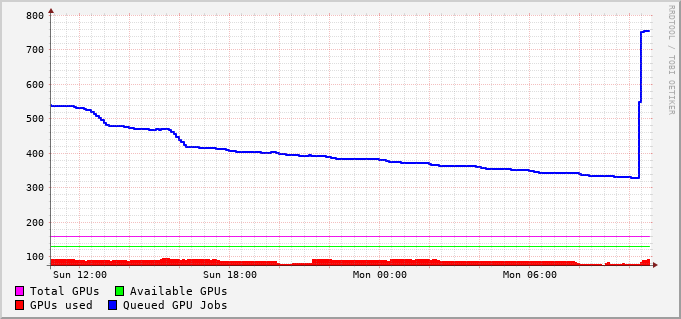 800
700
600
500
400
300
200
100
Sun 12:00 Sun 18:00 Mon 00:00 Mon 06:00
Total GPUs Available GPUs
GPUs used Queued GPU Jobs
RRDTOOL / TOBI OETIKER